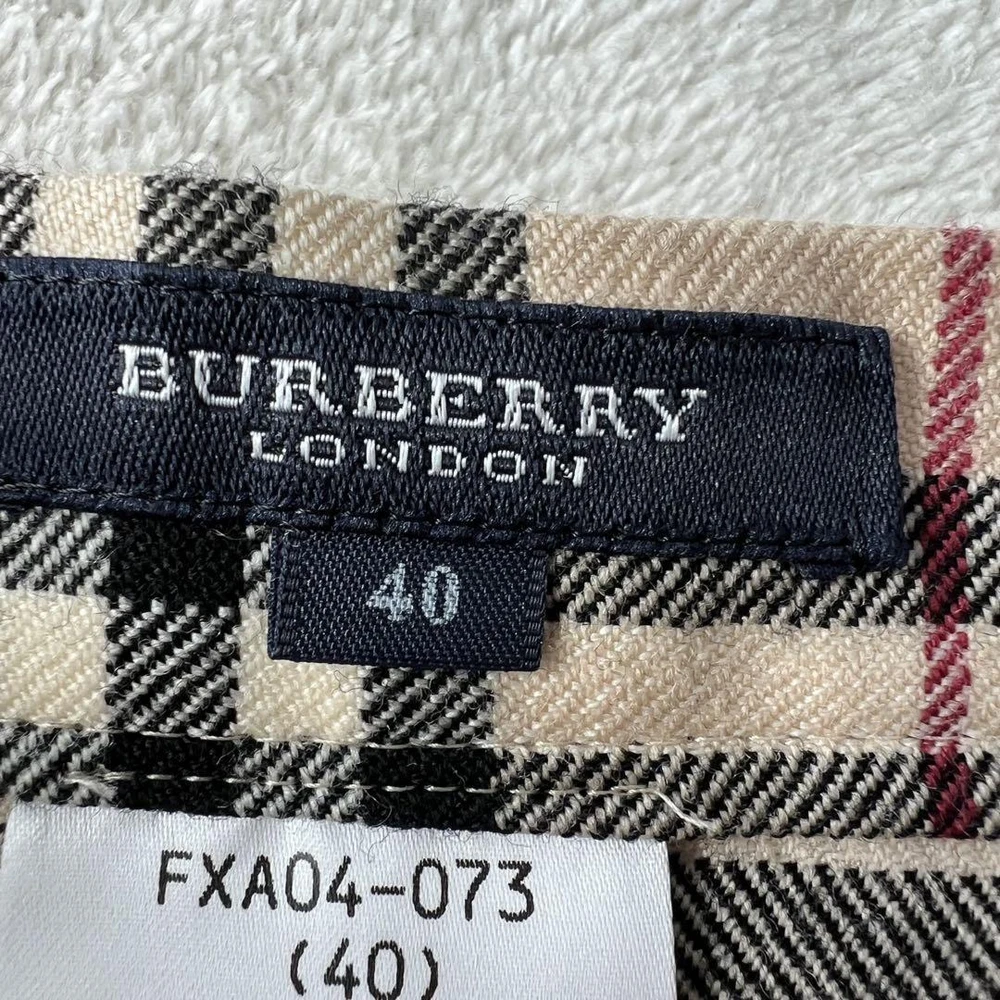 BURBERRY
LONDON
40
FXA04-073
(40)